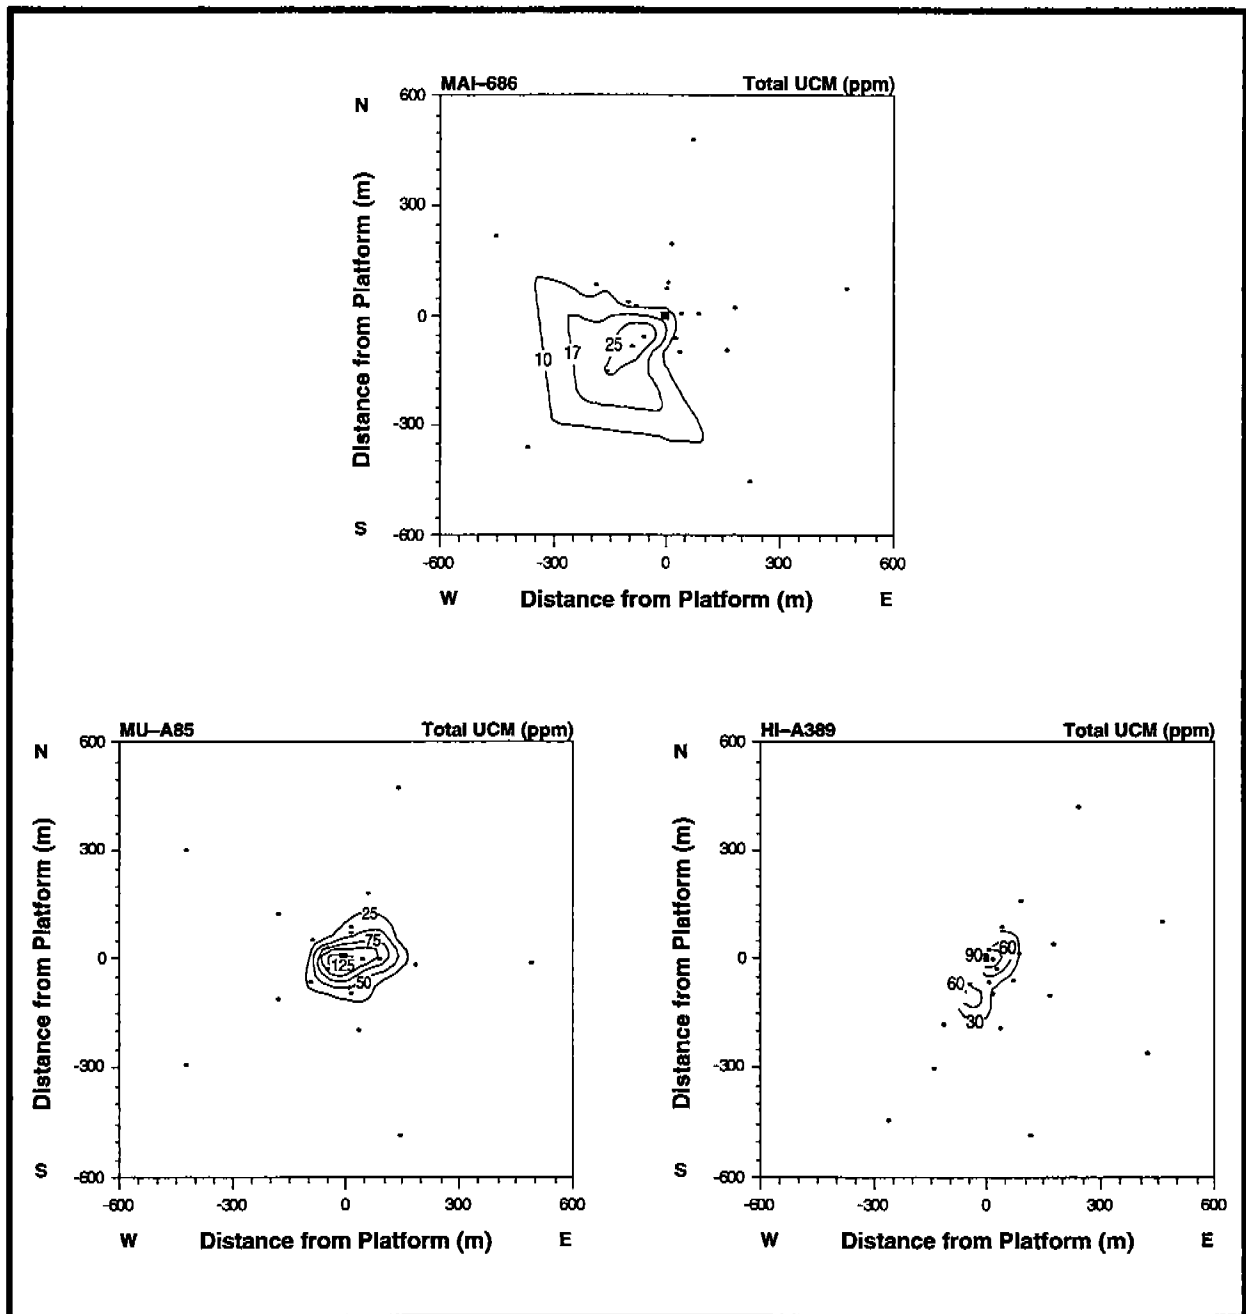 MAI-686 Total UCM (ppm)
N
600
300
0
-300
-600
Distance from Platform (m)
S
10 17 25
-600 -300 0 300 600
W Distance from Platform (m) E
MU-A85 Total UCM (ppm)
N
600
300
0
-300
-600
Distance from Platform (m)
S
25
75
125
50
-600 -300 0 300 600
W Distance from Platform (m) E
HI-A389 Total UCM (ppm)
N
600
300
0
-300
-600
Distance from Platform (m)
S
90 60
60
30
-600 -300 0 300 600
W Distance from Platform (m) E